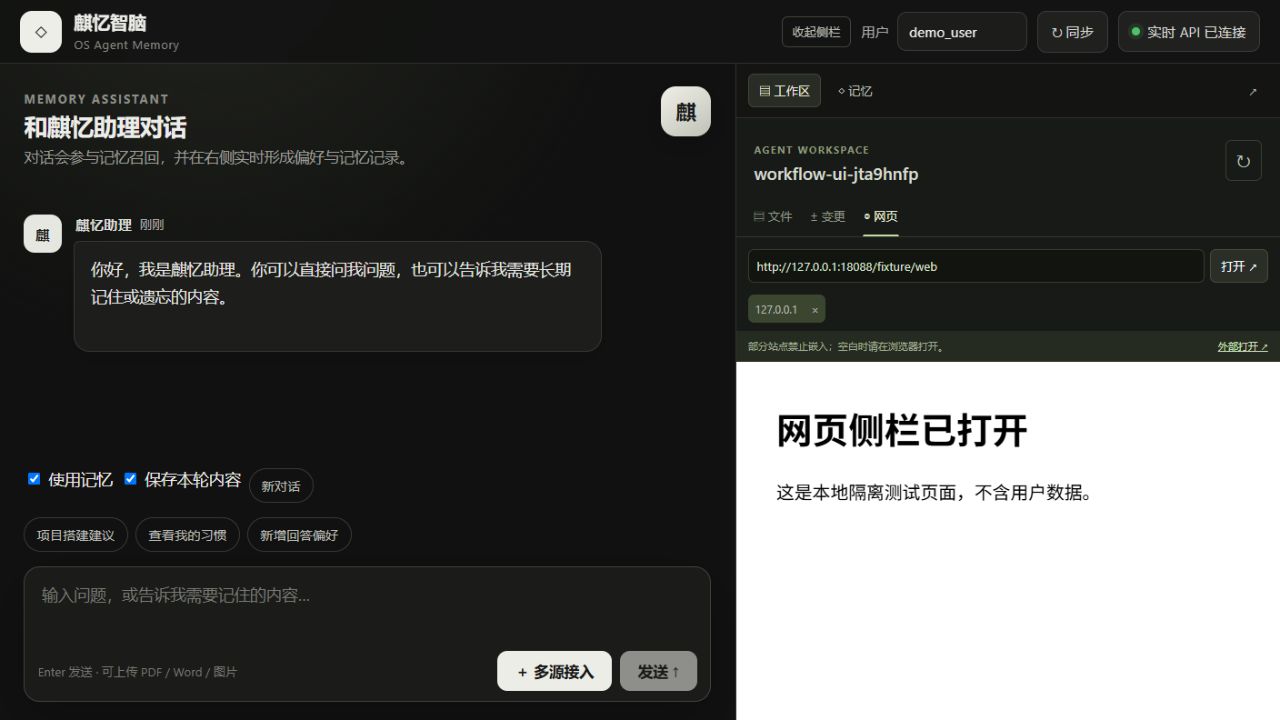 麒忆智脑
OS Agent Memory
收起侧栏
用户
demo_user
↻ 同步
实时 API 已连接
MEMORY ASSISTANT
和麒忆助理对话
对话会参与记忆召回，并在右侧实时形成偏好与记忆记录。
麒
麒
麒忆助理 刚刚
你好，我是麒忆助理。你可以直接问我问题，也可以告诉我需要长期
记住或遗忘的内容。
使用记忆
保存本轮内容
新对话
项目搭建建议
查看我的习惯
新增回答偏好
输入问题，或告诉我需要记住的内容...
Enter 发送 · 可上传 PDF / Word / 图片
+ 多源接入
发送 ↑
▤ 工作区
◇ 记忆
↗
AGENT WORKSPACE
workflow-ui-jta9hnfp
↻
▤ 文件
± 变更
网页
http://127.0.0.1:18088/fixture/web
打开 ↗
127.0.0.1 ×
部分站点禁止嵌入；空白时请在浏览器打开。
外部打开 ↗
网页侧栏已打开
这是本地隔离测试页面，不含用户数据。